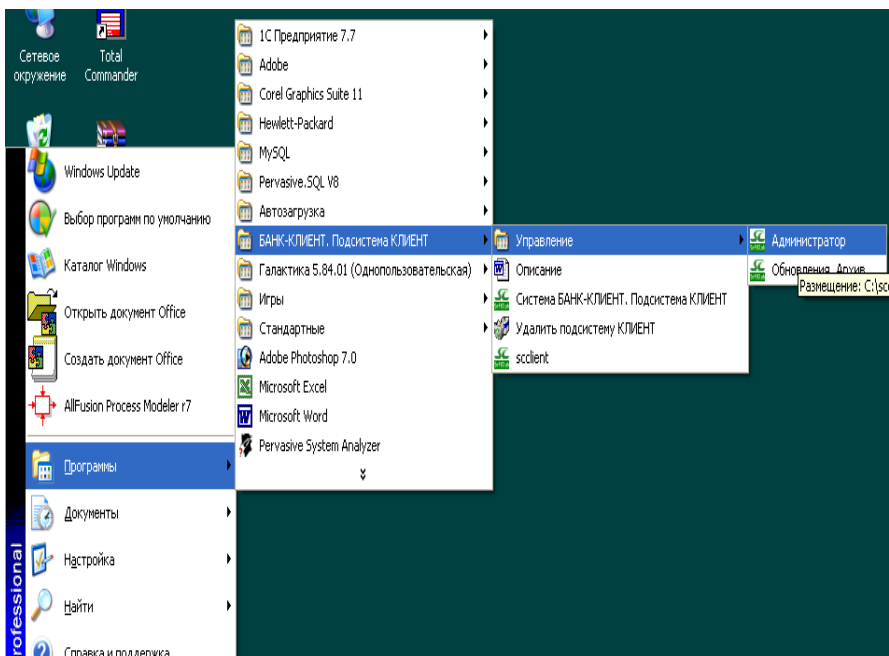 Сетевое
окружение
Total
Commander
Windows Update
Выбор программ по умолчанию
Каталог Windows
Открыть документ Office
Создать документ Office
AllFusion Process Modeler r7
Программы
Документы
Настройка
Найти
Справка и поддержка
rofessional
1С Предприятие 7.7
Adobe
Corel Graphics Suite 11
Hewlett-Packard
MySQL
Pervasive.SQL V8
Автозагрузка
БАНК-КЛИЕНТ. Подсистема КЛИЕНТ
Галактика 5.84.01 (Однопользовательская)
Игры
Стандартные
Adobe Photoshop 7.0
Microsoft Excel
Microsoft Word
Pervasive System Analyzer
Управление
Описание
Система БАНК-КЛИЕНТ. Подсистема КЛИЕНТ
Удалить подсистему КЛИЕНТ
scclient
Администратор
Обновления. Архив
Размещение: C:\sc